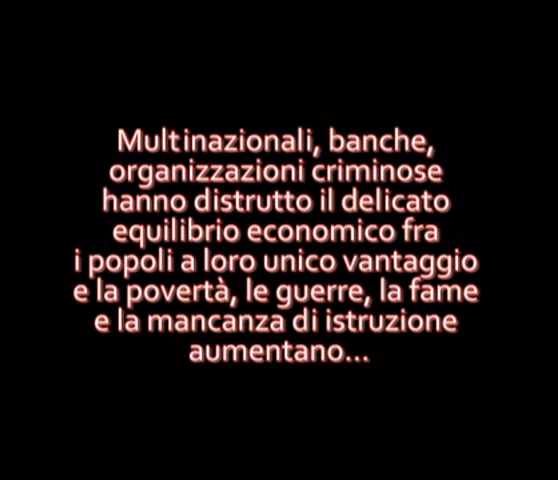 Multinazionali, banche,
organizzazioni criminose
hanno distrutto il delicato
equilibrio economico fra
i popoli a loro unico vantaggio
e la povertà, le guerre, la fame
e la mancanza di istruzione
aumentano...